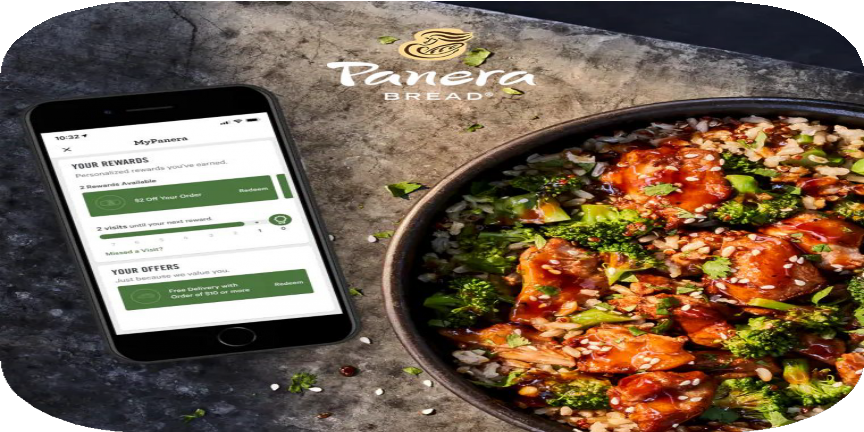 Panera
BREAD®
10:32
MyPanera
YOUR REWARDS
Personalized rewards you've earned.
2 Rewards Available
$2 Off Your Order
Redeem
2 visits until your next reward.
1 0
Missed a Visit?
YOUR OFFERS
Just because we value you.
Free Delivery with
Order of $10 or more
Redeem